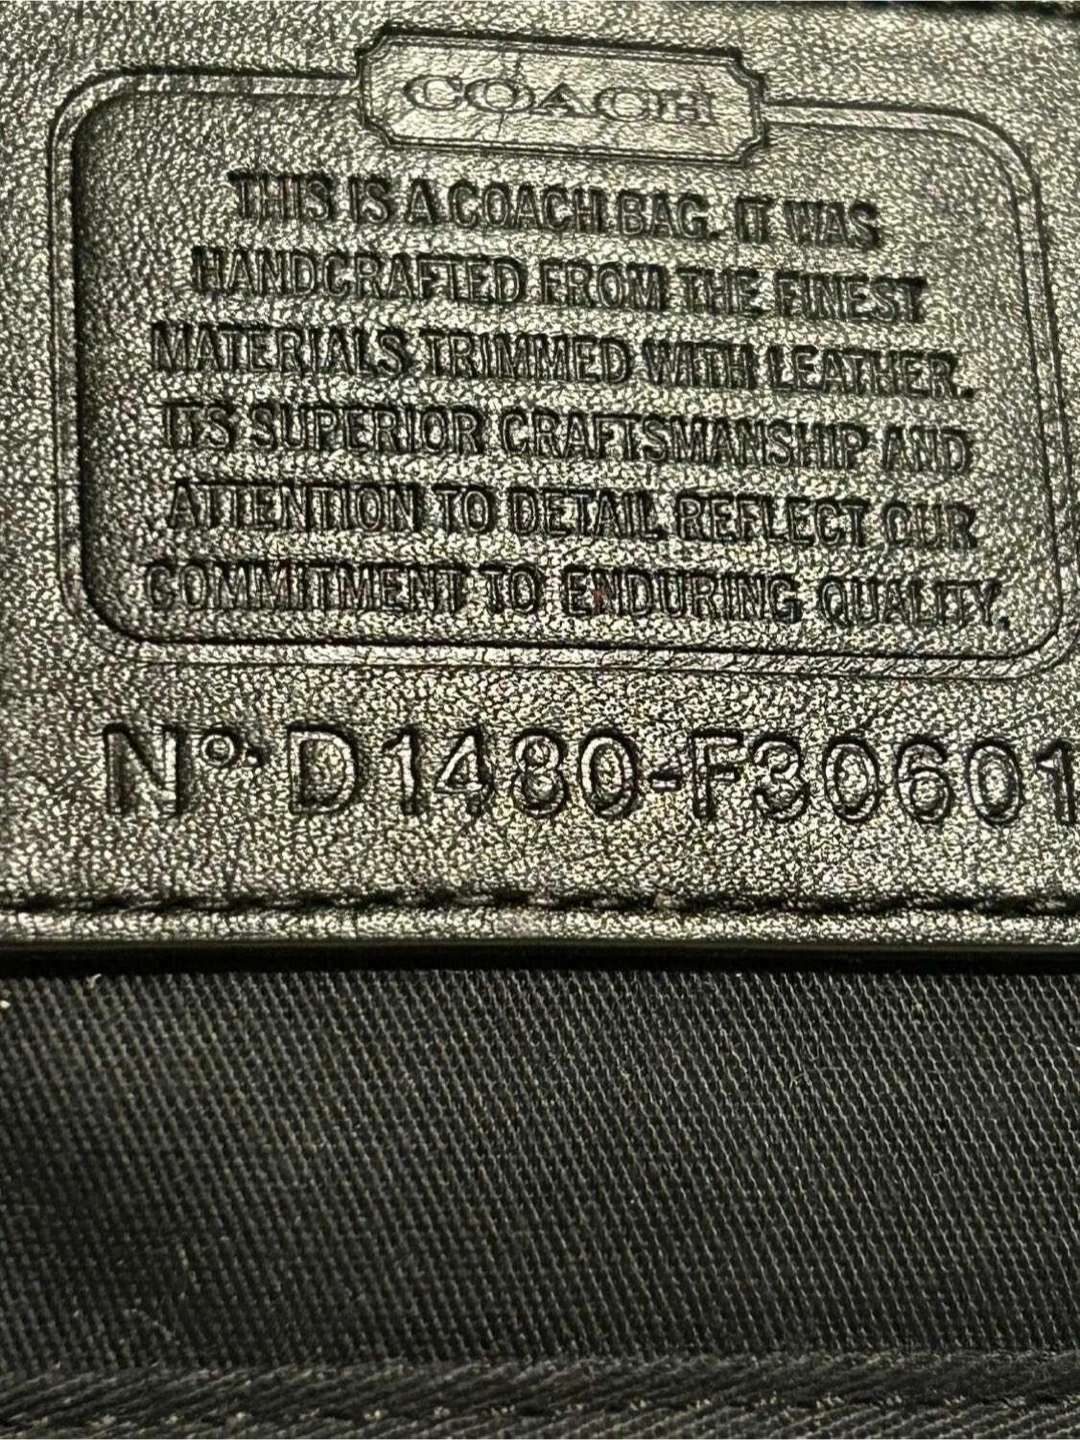 COACH
THIS IS A COACH BAG. IT WAS
HANDCRAFTED FROM THE FINEST
MATERIALS TRIMMED WITH LEATHER.
ITS SUPERIOR CRAFTSMANSHIP AND
ATTENTION TO DETAIL REFLECT OUR
COMMITMENT TO ENDURING QUALITY.
Nº. D1480-F30601